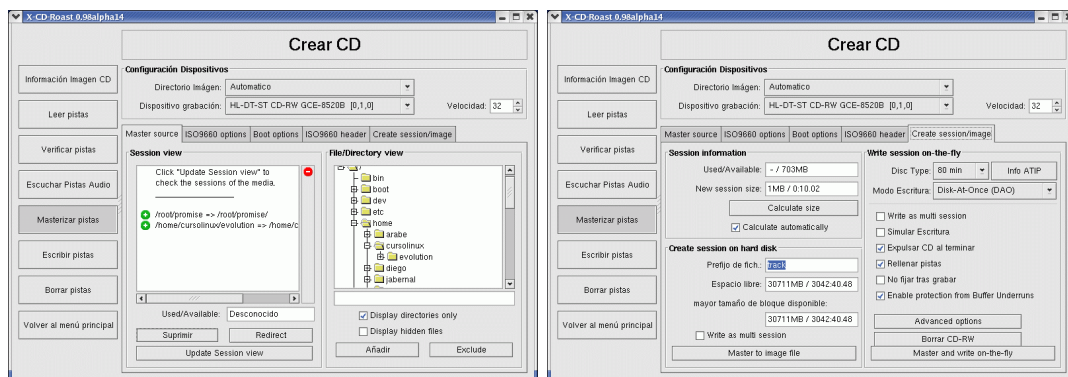 X-CD-Roast 0.98alpha14
Crear CD
Información Imagen CD
Leer pistas
Verificar pistas
Escuchar Pistas Audio
Masterizar pistas
Escribir pistas
Borrar pistas
Volver al menú principal
Configuración Dispositivos
Directorio Imágen: Automatico
Dispositivo grabación: HL-DT-ST CD-RW GCE-8520B [0,1,0] Velocidad: 32
Master source ISO9660 options Boot options ISO9660 header Create session/image
Session view
Click "Update Session view" to
check the sessions of the media.
/root/promise => /root/promise/
/home/cursolinux/evolution => /home/c
Used/Available: Desconocido
Suprimir Redirect
Update Session view
File/Directory view
/
bin
boot
dev
etc
home
arabe
cursolinux
evolution
diego
jabernal
Display directories only
Display hidden files
Añadir Exclude
X-CD-Roast 0.98alpha14
Crear CD
Información Imagen CD
Leer pistas
Verificar pistas
Escuchar Pistas Audio
Masterizar pistas
Escribir pistas
Borrar pistas
Volver al menú principal
Configuración Dispositivos
Directorio Imágen: Automatico
Dispositivo grabación: HL-DT-ST CD-RW GCE-8520B [0,1,0] Velocidad: 32
Master source ISO9660 options Boot options ISO9660 header Create session/image
Session information
Used/Available: - / 703MB
New session size: 1MB / 0:10.02
Calculate size
Calculate automatically
Create session on hard disk
Prefijo de fich.: track
Espacio libre: 30711MB / 3042:40.48
mayor tamaño de bloque disponible:
30711MB / 3042:40.48
Write as multi session
Master to image file
Write session on-the-fly
Disc Type: 80 min Info ATIP
Modo Escritura: Disk-At-Once (DAO)
Write as multi session
Simular Escritura
Expulsar CD al terminar
Rellenar pistas
No fijar tras grabar
Enable protection from Buffer Underruns
Advanced options
Borrar CD-RW
Master and write on-the-fly